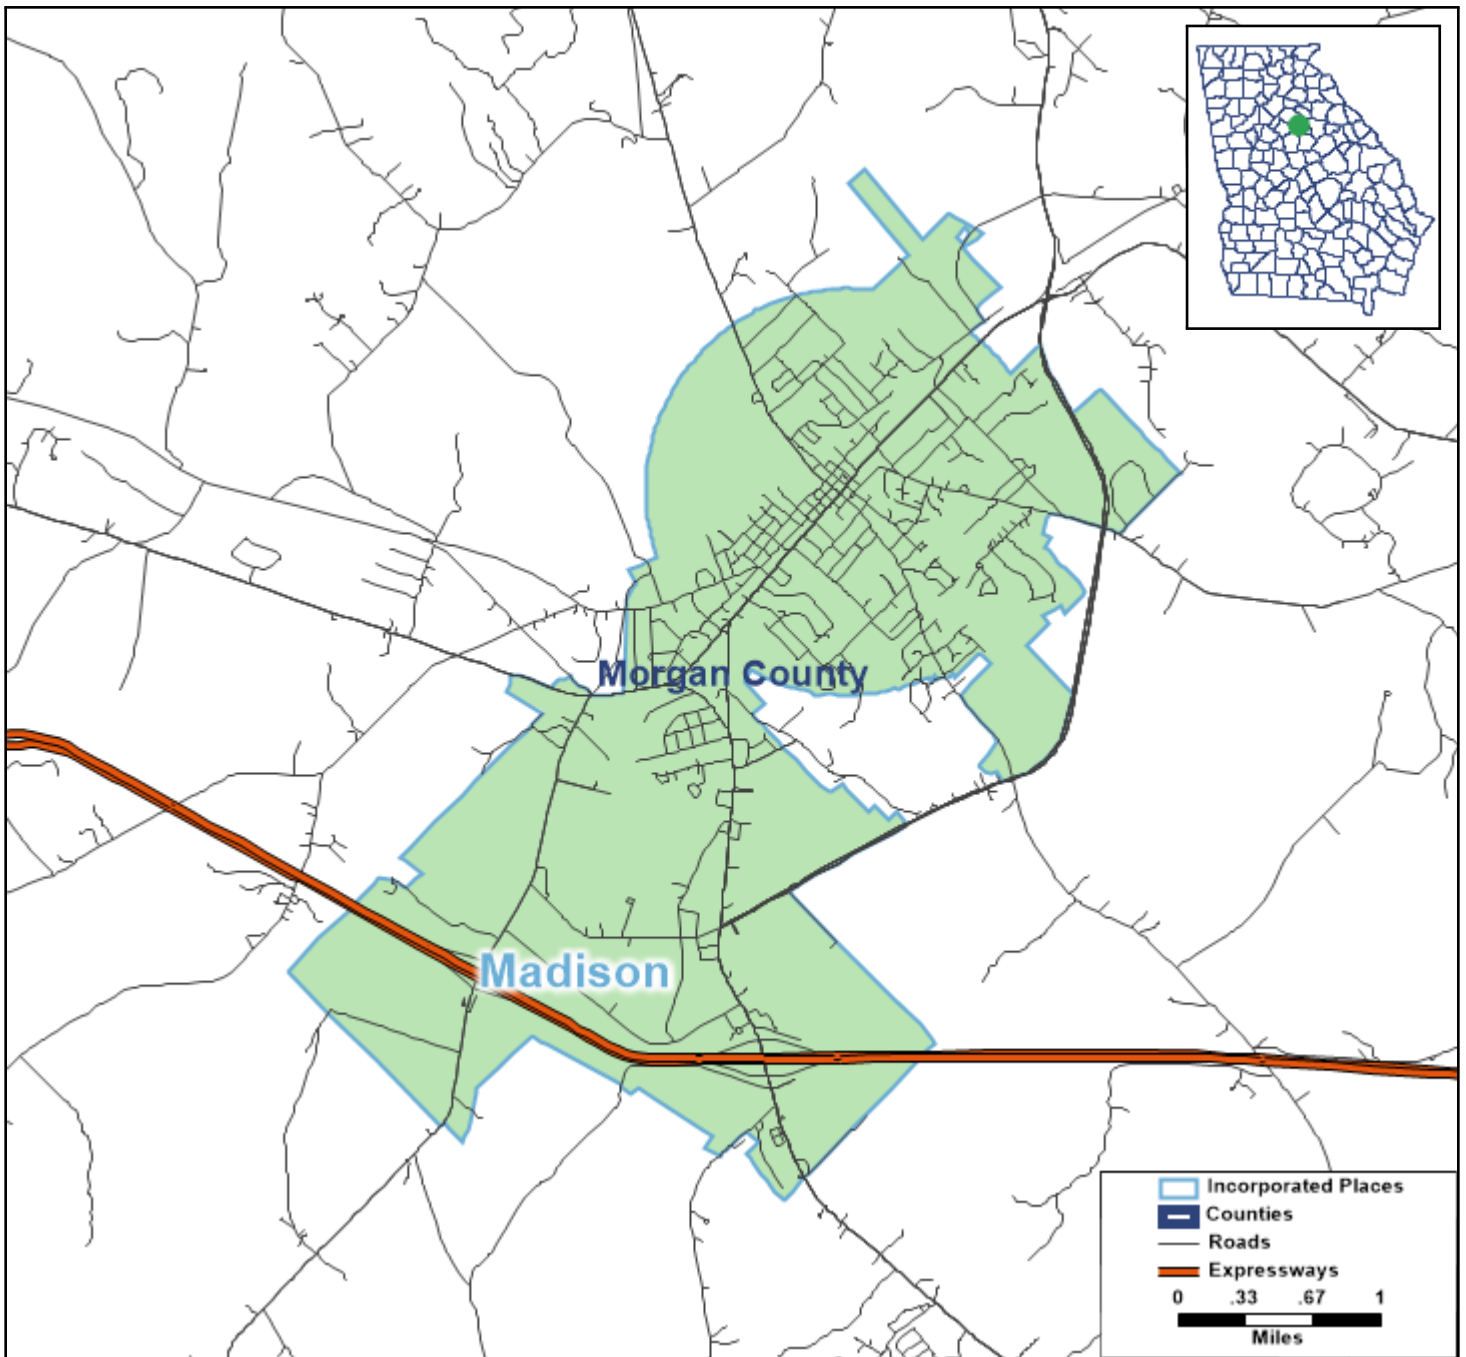 Morgan County
Madison
Incorporated Places
Counties
Roads
Expressways
0 .33 .67 1
Miles